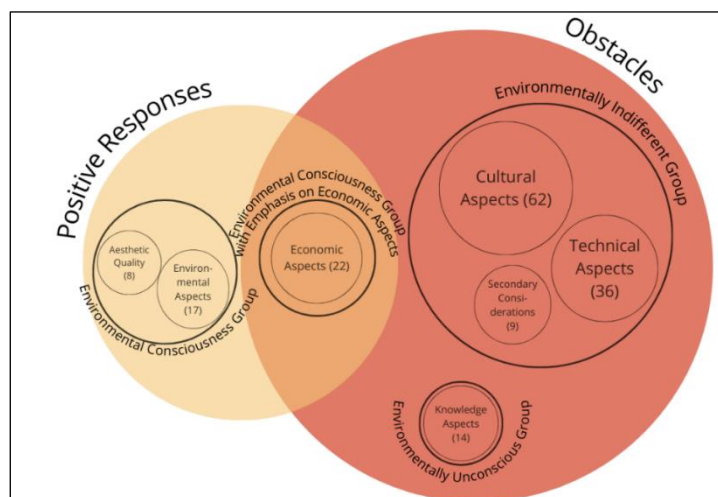 Positive Responses
Obstacles
Environmental Consciousness Group
Aesthetic
Quality
(8)
Environ-
mental
Aspects
(17)
Environmental Consciousness Group
with Emphasis on Economic Aspects
Economic
Aspects (22)
Environmentally Indifferent Group
Cultural
Aspects (62)
Technical
Aspects
(36)
Secondary
Consi-
derations
(9)
Knowledge
Aspects
(14)
Environmentally Unconscious Group